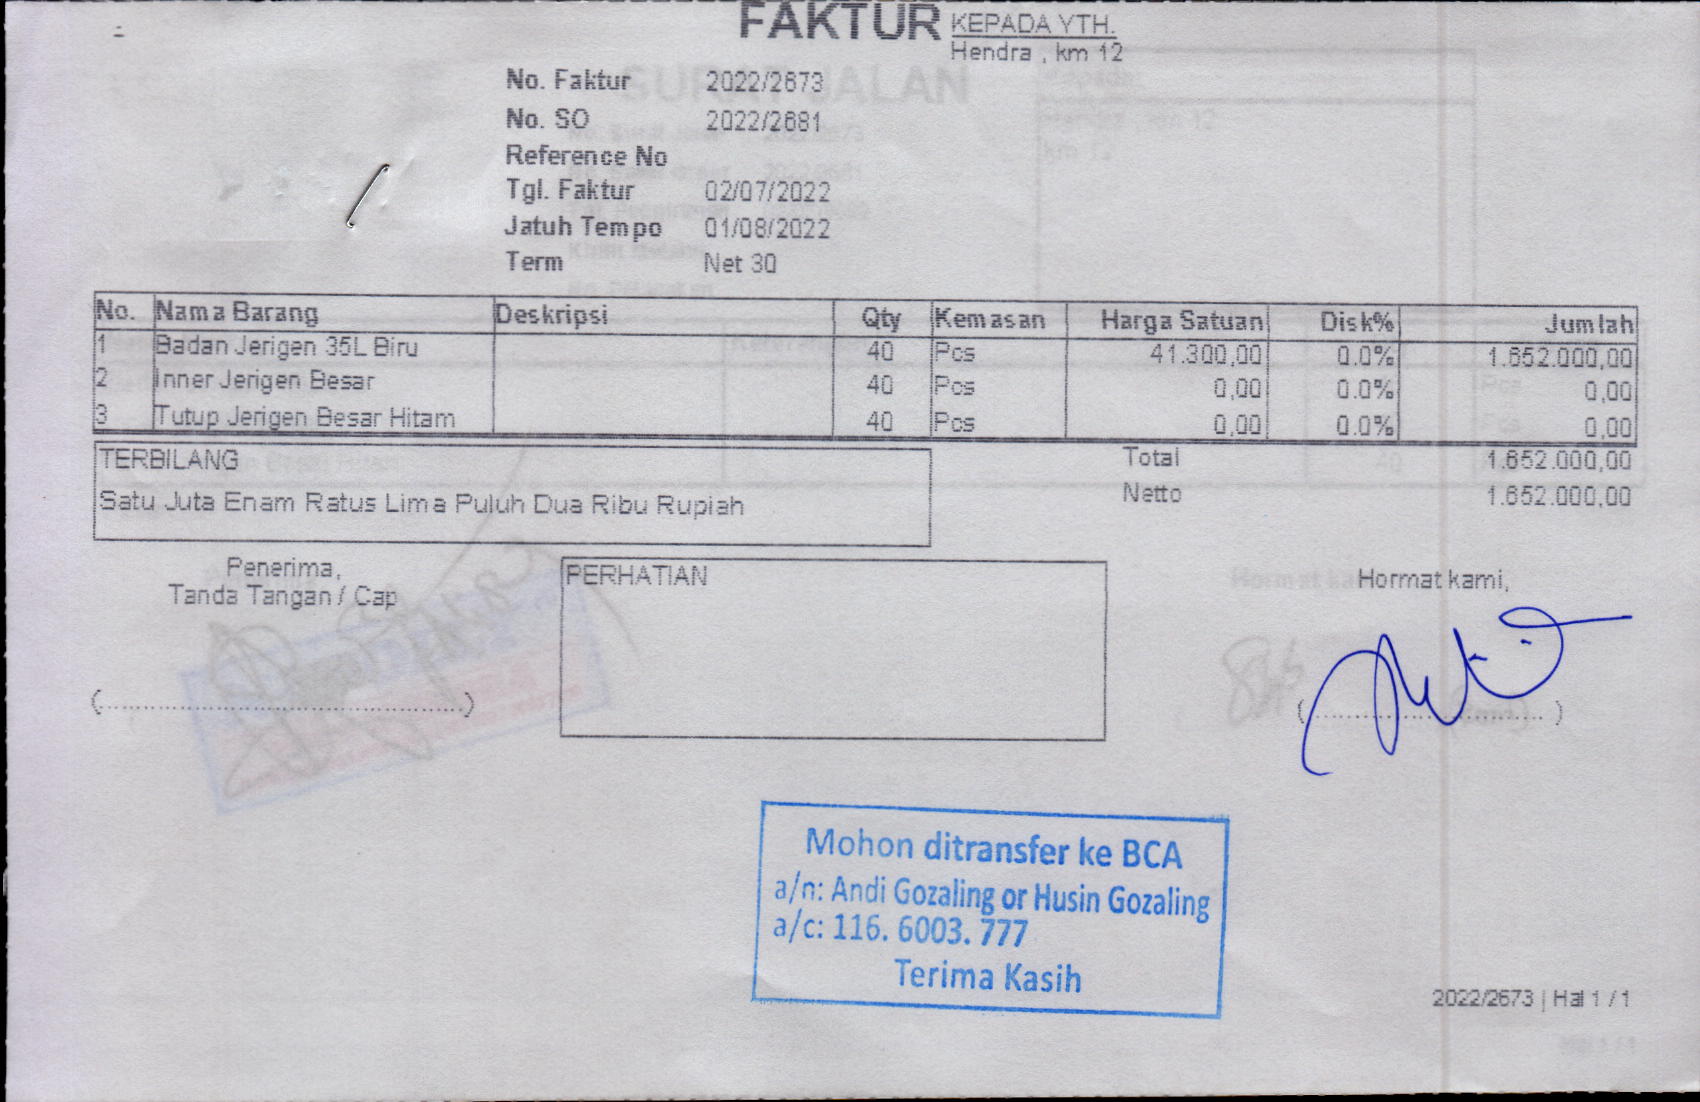 FAKTUR
KEPADA YTH.
Hendra , km 12
No. Faktur 2022/2673
No. SO 2022/2681
Reference No
Tgl. Faktur 02/07/2022
Jatuh Tempo 01/08/2022
Term Net 30
No. Nama Barang Deskripsi Qty Kemasan Harga Satuan Disk% Jumlah
1 Badan Jerigen 35L Biru 40 Pcs 41.300,00 0.0% 1.652.000,00
2 Inner Jerigen Besar 40 Pcs 0,00 0.0% 0,00
3 Tutup Jerigen Besar Hitam 40 Pcs 0,00 0.0% 0,00
TERBILANG
Satu Juta Enam Ratus Lima Puluh Dua Ribu Rupiah
Total 1.652.000,00
Netto 1.652.000,00
Penerima,
Tanda Tangan / Cap
PERHATIAN
Hormat kami,
Mohon ditransfer ke BCA
a/n: Andi Gozaling or Husin Gozaling
a/c: 116. 6003. 777
Terima Kasih
2022/2673 | Hal 1 / 1